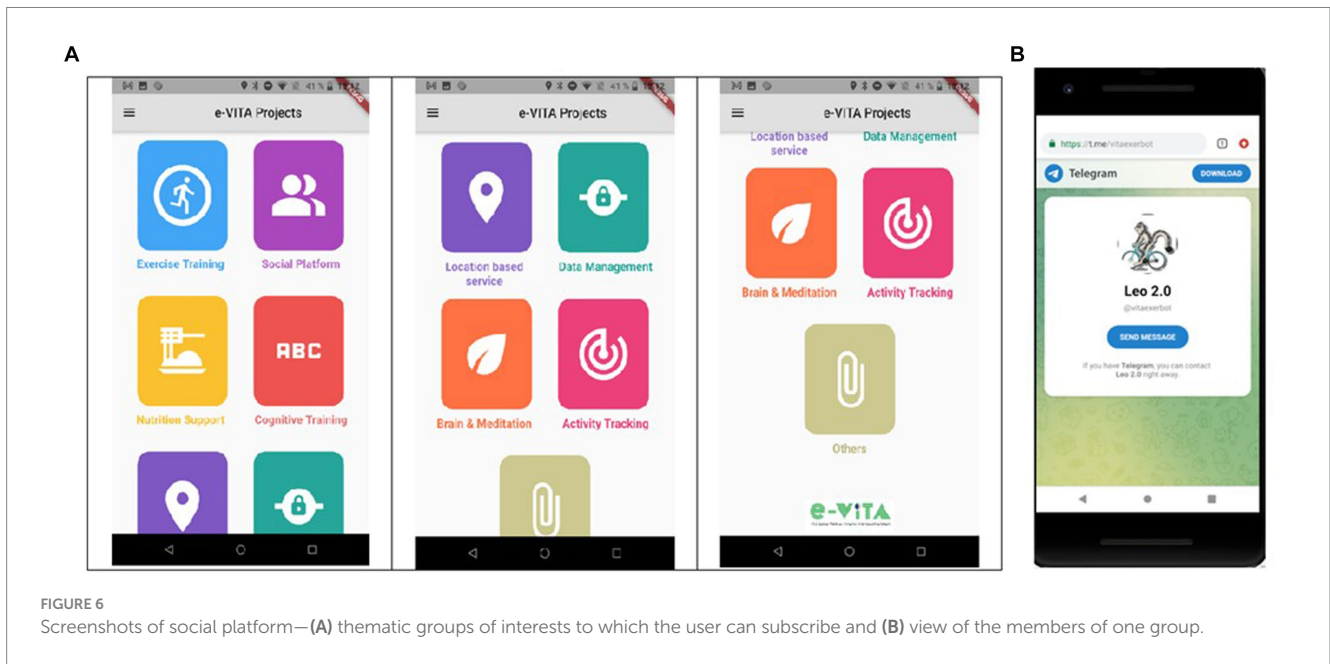 A
B
41%
e-VITA Projects
Exercise Training
Social Platform
ABC
Nutrition Support
Cognitive Training
41%
e-VITA Projects
Location based
service
Data Management
Brain & Meditation
Activity Tracking
41%
e-VITA Projects
Location based
service
Data Management
Brain & Meditation
Activity Tracking
Others
e-ViTA
https://t.me/vitaexerbot
Telegram
DOWNLOAD
Leo 2.0
@vitaexerbot
SEND MESSAGE
If you have Telegram, you can contact
Leo 2.0 right away.
FIGURE 6
Screenshots of social platform—(A) thematic groups of interests to which the user can subscribe and (B) view of the members of one group.